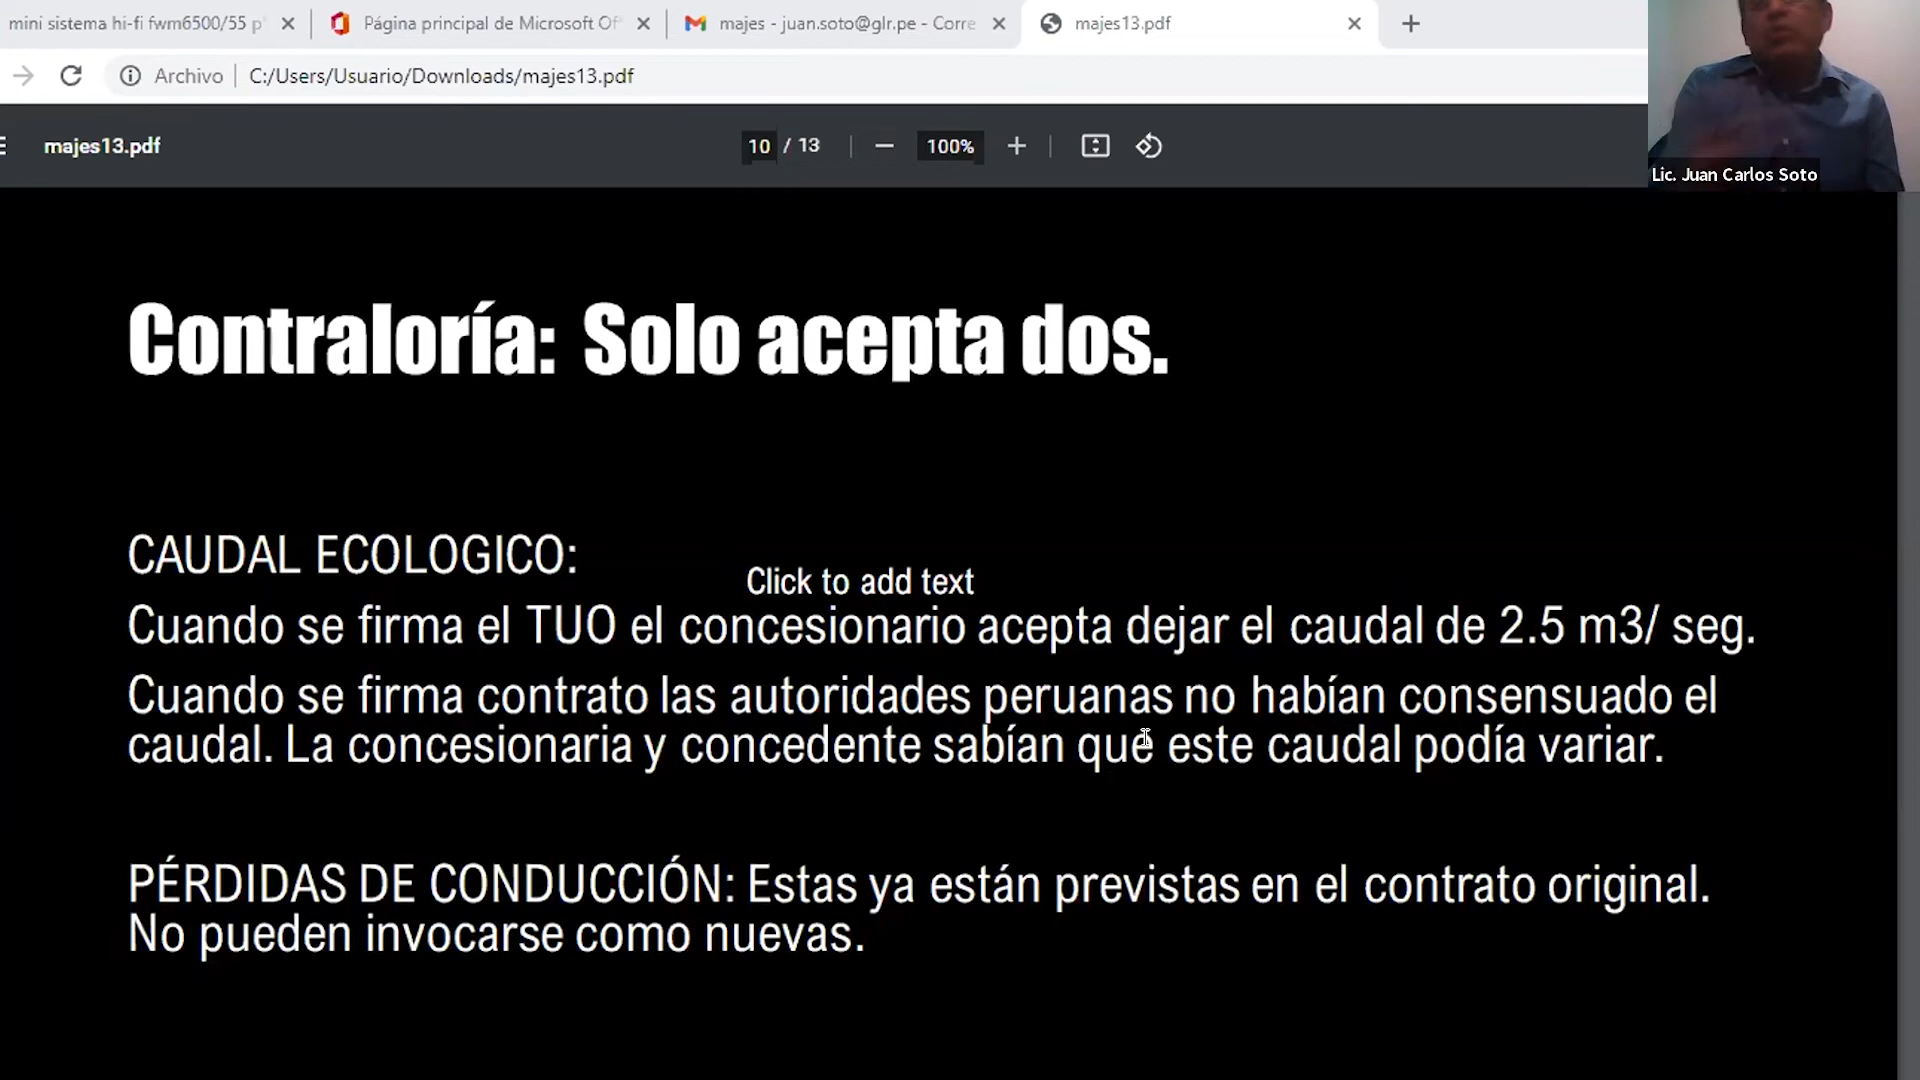 mini sistema hi-fi fwm6500/55 p
Página principal de Microsoft Of
majes - juan.soto@glr.pe - Corre
majes13.pdf
Archivo
C:/Users/Usuario/Downloads/majes13.pdf
majes13.pdf
10 / 13
100%
Lic. Juan Carlos Soto
Contraloría: Solo acepta dos.
CAUDAL ECOLOGICO:
Click to add text
Cuando se firma el TUO el concesionario acepta dejar el caudal de 2.5 m3/ seg.
Cuando se firma contrato las autoridades peruanas no habían consensuado el
caudal. La concesionaria y concedente sabían que este caudal podía variar.
PÉRDIDAS DE CONDUCCIÓN: Estas ya están previstas en el contrato original.
No pueden invocarse como nuevas.